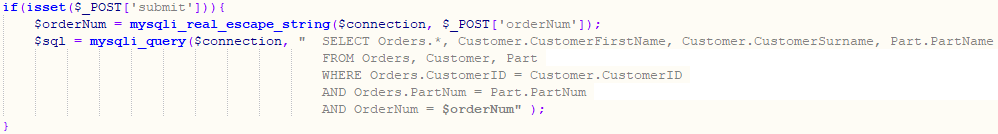 if(isset($_POST['submit'])){
$orderNum = mysqli_real_escape_string($connection, $_POST['orderNum']);
$sql = mysqli_query($connection, " SELECT Orders.*, Customer.CustomerFirstName, Customer.CustomerSurname, Part.PartName
FROM Orders, Customer, Part
WHERE Orders.CustomerID = Customer.CustomerID
AND Orders.PartNum = Part.PartNum
AND OrderNum = $orderNum" );
}